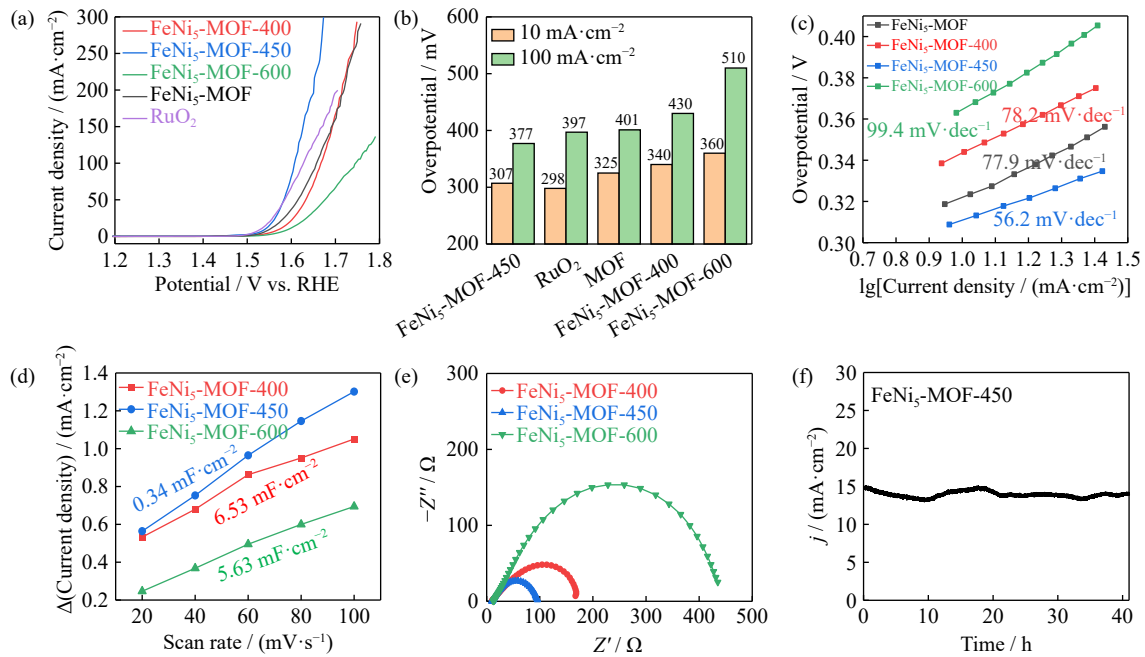 (a)
FeNi₅-MOF-400
FeNi₅-MOF-450
FeNi₅-MOF-600
FeNi₅-MOF
RuO₂
Current density / (mA·cm⁻²)
300
250
200
150
100
50
0
1.2 1.3 1.4 1.5 1.6 1.7 1.8
Potential / V vs. RHE
(b)
10 mA·cm⁻²
100 mA·cm⁻²
Overpotential / mV
600
500
400
300
200
307 377 298 397 325 401 340 430 360 510
FeNi₅-MOF-450
RuO₂
MOF
FeNi₅-MOF-400
FeNi₅-MOF-600
(c)
FeNi₅-MOF
FeNi₅-MOF-400
FeNi₅-MOF-450
FeNi₅-MOF-600
Overpotential / V
0.40
0.38
0.36
0.34
0.32
0.30
99.4 mV·dec⁻¹
78.2 mV·dec⁻¹
77.9 mV·dec⁻¹
56.2 mV·dec⁻¹
0.8 0.9 1.0 1.1 1.2 1.3 1.4 1.5
lg[Current density / (mA·cm⁻²)]
(d)
FeNi₅-MOF-400
FeNi₅-MOF-450
FeNi₅-MOF-600
Δ(Current density) / (mA·cm⁻²)
1.4
1.2
1.0
0.8
0.6
0.4
0.2
0.34 mF·cm⁻²
6.53 mF·cm⁻²
5.63 mF·cm⁻²
20 40 60 80 100
Scan rate / (mV·s⁻¹)
(e)
FeNi₅-MOF-400
FeNi₅-MOF-450
FeNi₅-MOF-600
−Z″ / Ω
300
200
100
0
0 100 200 300 400 500
Z′ / Ω
(f)
FeNi₅-MOF-450
j / (mA·cm⁻²)
30
25
20
15
10
5
0
0 10 20 30 40
Time / h